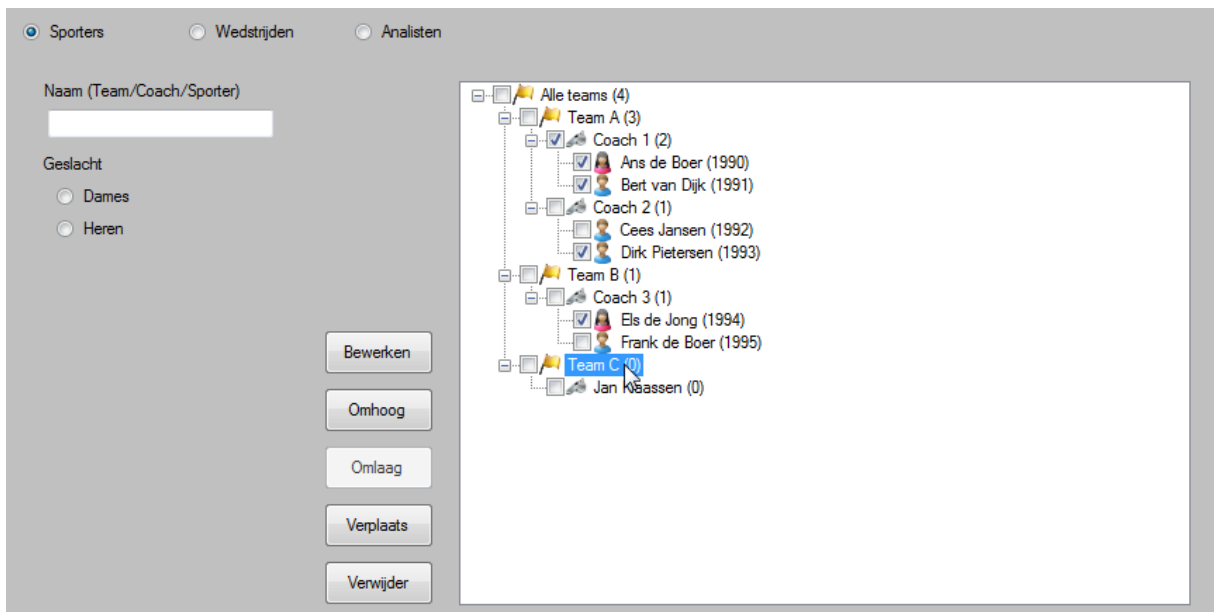 Sporters
Wedstrijden
Analisten
Naam (Team/Coach/Sporter)
Geslacht
Dames
Heren
Bewerken
Omhoog
Omlaag
Verplaats
Verwijder
Alle teams (4)
Team A (3)
Coach 1 (2)
Ans de Boer (1990)
Bert van Dijk (1991)
Coach 2 (1)
Cees Jansen (1992)
Dirk Pietersen (1993)
Team B (1)
Coach 3 (1)
Els de Jong (1994)
Frank de Boer (1995)
Team C (0)
Jan Klaassen (0)